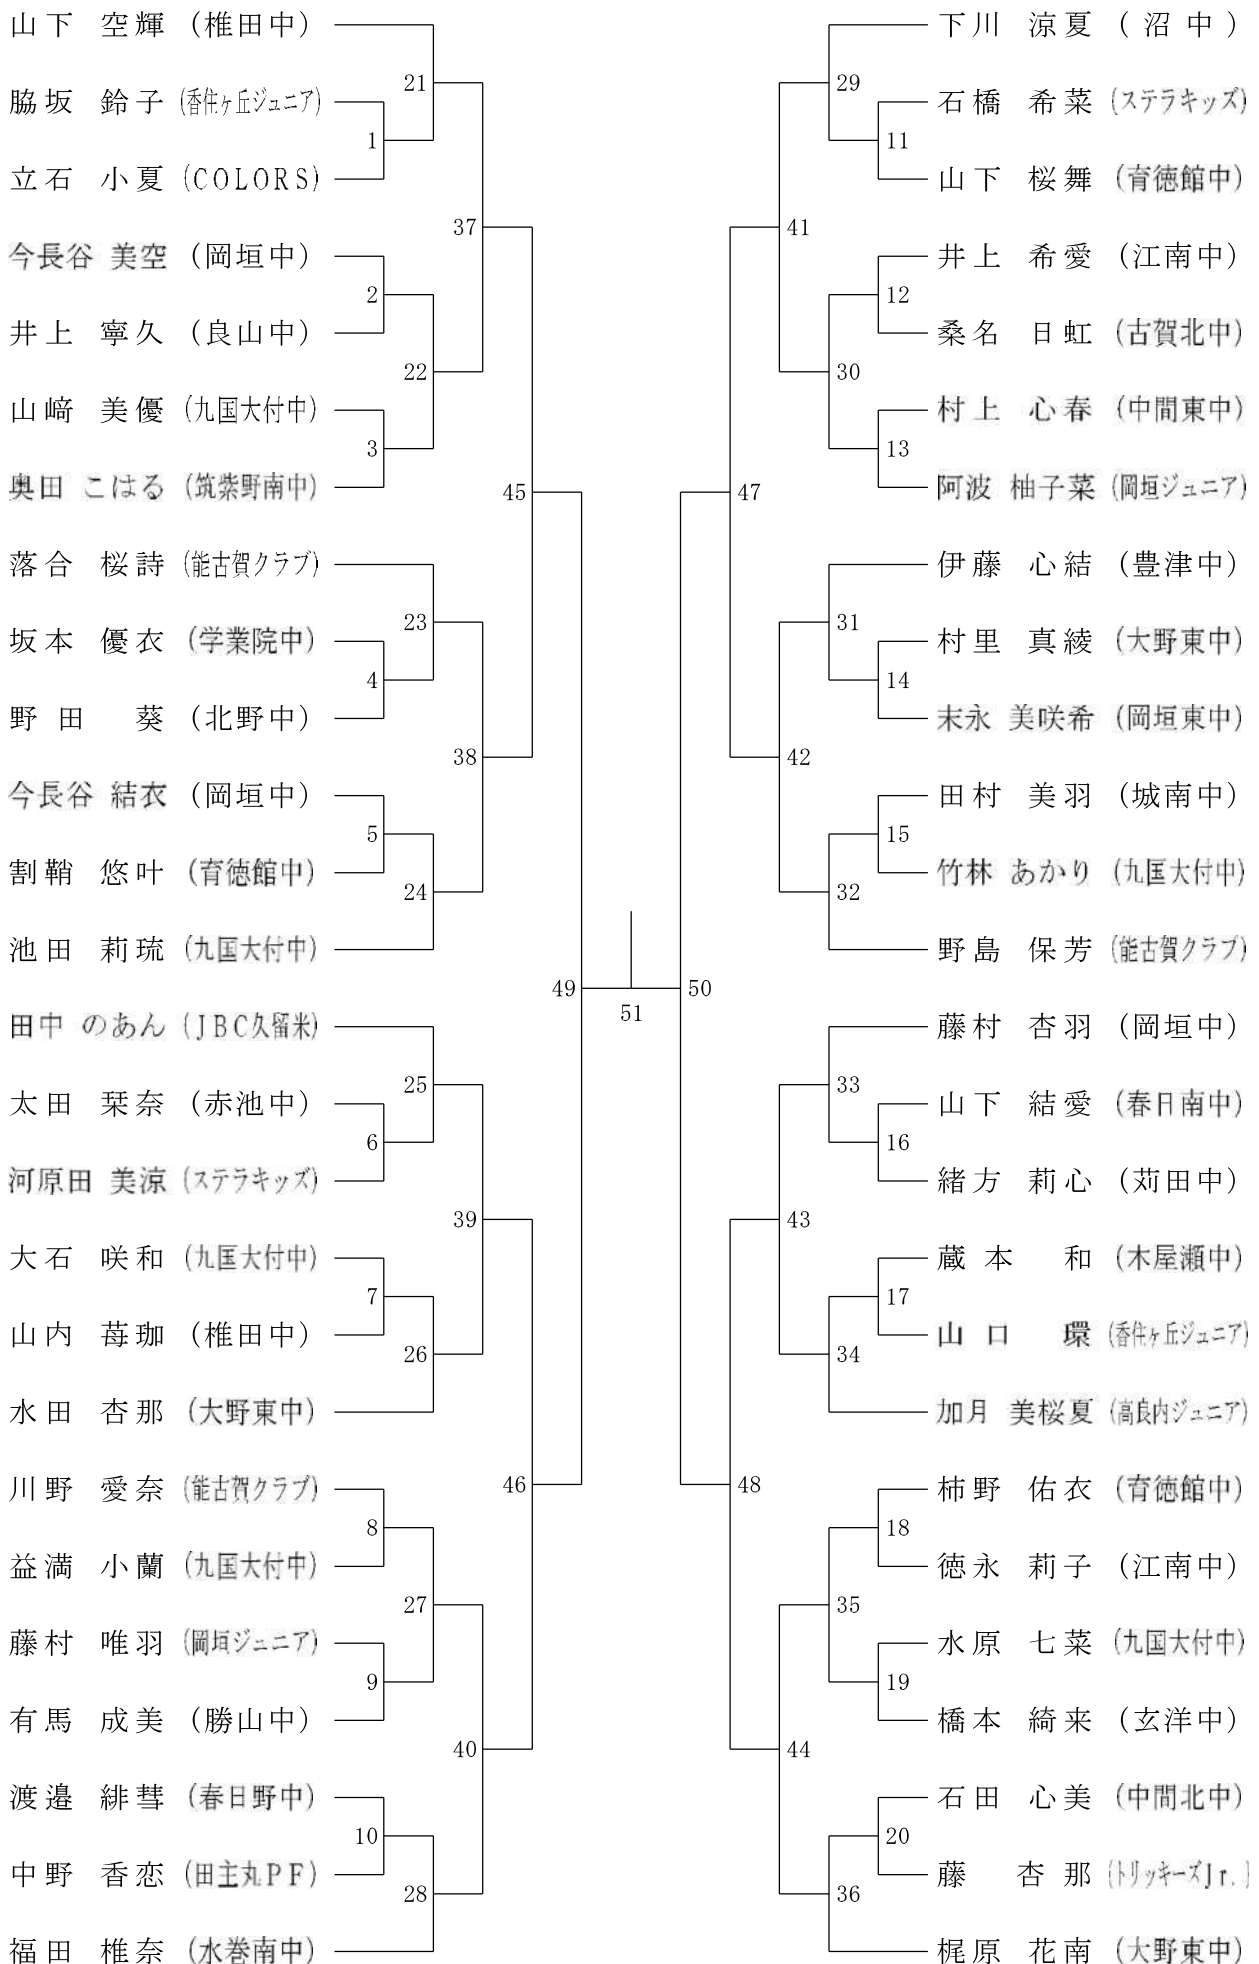 山下 空輝 (椎田中)
21
脇坂 鈴子 (香住ヶ丘ジュニア)
1
立石 小夏 (COLORS)
37
今長谷 美空 (岡垣中)
2
井上 寧久 (良山中)
22
山﨑 美優 (九国大付中)
3
奥田 こはる (筑紫野南中)
45
落合 桜詩 (能古賀クラブ)
23
坂本 優衣 (学業院中)
4
野田 葵 (北野中)
38
今長谷 結衣 (岡垣中)
5
割鞘 悠叶 (育徳館中)
24
池田 莉琉 (九国大付中)
49
田中 のあん (JBC久留米)
25
太田 栞奈 (赤池中)
6
河原田 美涼 (ステラキッズ)
39
大石 咲和 (九国大付中)
7
山内 苺珈 (椎田中)
26
水田 杏那 (大野東中)
46
川野 愛奈 (能古賀クラブ)
8
益満 小蘭 (九国大付中)
27
藤村 唯羽 (岡垣ジュニア)
9
有馬 成美 (勝山中)
40
渡邉 緋彗 (春日野中)
10
中野 香恋 (田主丸PF)
28
福田 椎奈 (水巻南中)
51
下川 涼夏 (沼中)
29
石橋 希菜 (ステラキッズ)
11
山下 桜舞 (育徳館中)
41
井上 希愛 (江南中)
12
桑名 日虹 (古賀北中)
30
村上 心春 (中間東中)
13
阿波 柚子菜 (岡垣ジュニア)
47
伊藤 心結 (豊津中)
31
村里 真綾 (大野東中)
14
末永 美咲希 (岡垣東中)
42
田村 美羽 (城南中)
15
竹林 あかり (九国大付中)
32
野島 保芳 (能古賀クラブ)
50
藤村 杏羽 (岡垣中)
33
山下 結愛 (春日南中)
16
緒方 莉心 (苅田中)
43
蔵本 和 (木屋瀬中)
17
山口 環 (香住ヶ丘ジュニア)
34
加月 美桜夏 (高良内ジュニア)
48
柿野 佑衣 (育徳館中)
18
徳永 莉子 (江南中)
35
水原 七菜 (九国大付中)
19
橋本 綺来 (玄洋中)
44
石田 心美 (中間北中)
20
藤 杏那 (トリッキーズJr.)
36
梶原 花南 (大野東中)